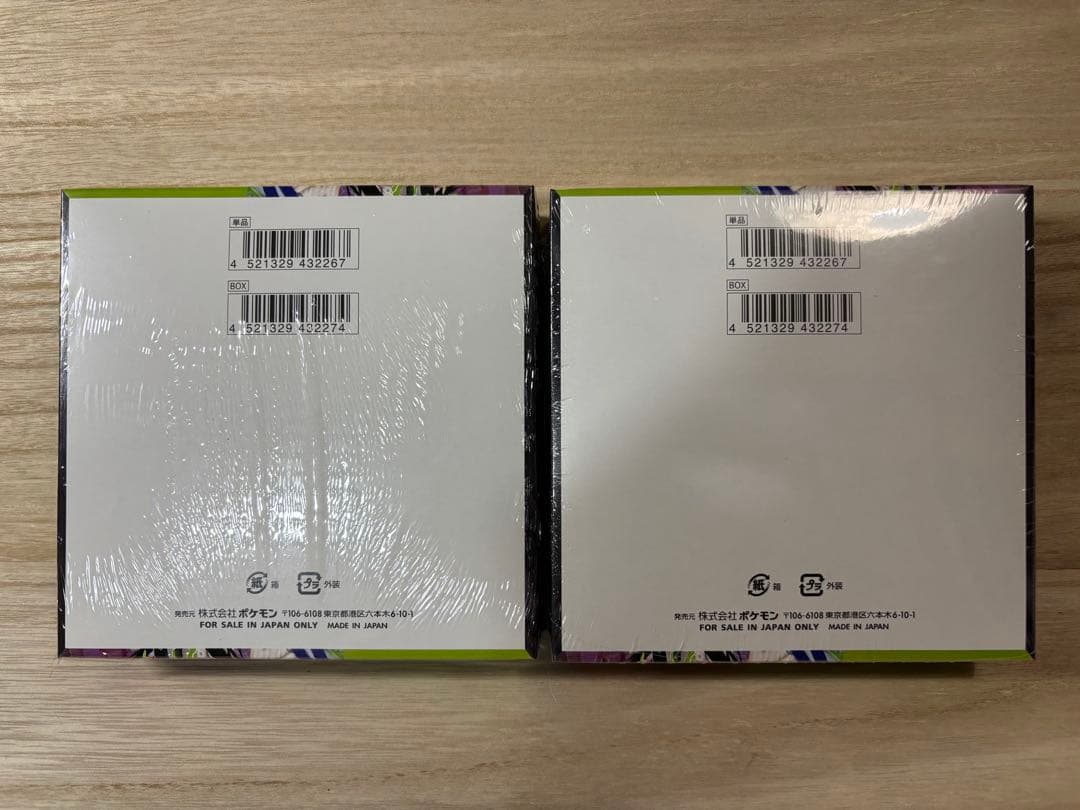 単品
4 521329 432267
BOX
4 521329 432274
紙 箱 プラ 外装
発売元 株式会社 ポケモン 〒106-6108 東京都港区六本木6-10-1
FOR SALE IN JAPAN ONLY MADE IN JAPAN
単品
4 521329 432267
BOX
4 521329 432274
紙 箱 プラ 外装
発売元 株式会社 ポケモン 〒106-6108 東京都港区六本木6-10-1
FOR SALE IN JAPAN ONLY MADE IN JAPAN